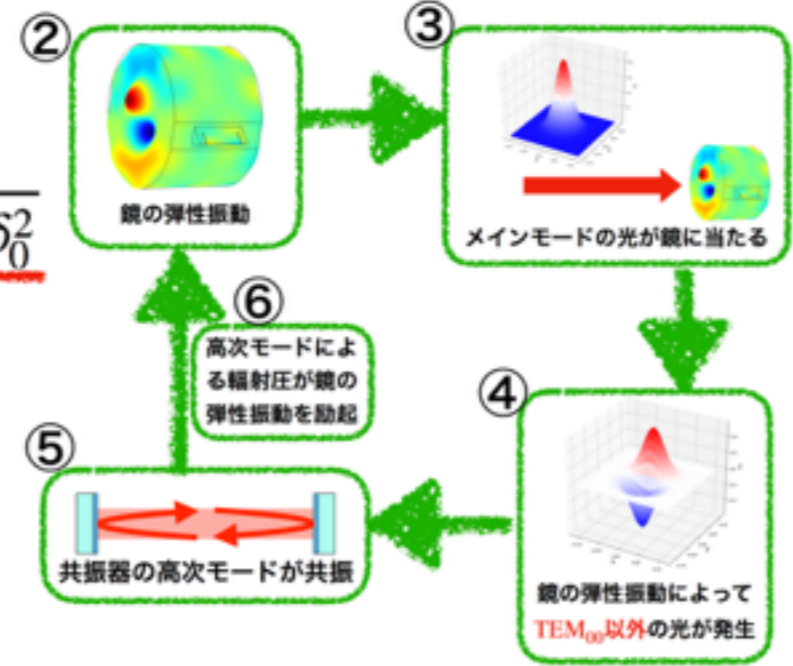 ②
鏡の弾性振動
③
メインモードの光が鏡に当たる
④
鏡の弾性振動によって
TEM₀₀以外の光が発生
⑤
共振器の高次モードが共振
⑥
高次モードによ
る輻射圧が鏡の
弾性振動を励起
δ₀²